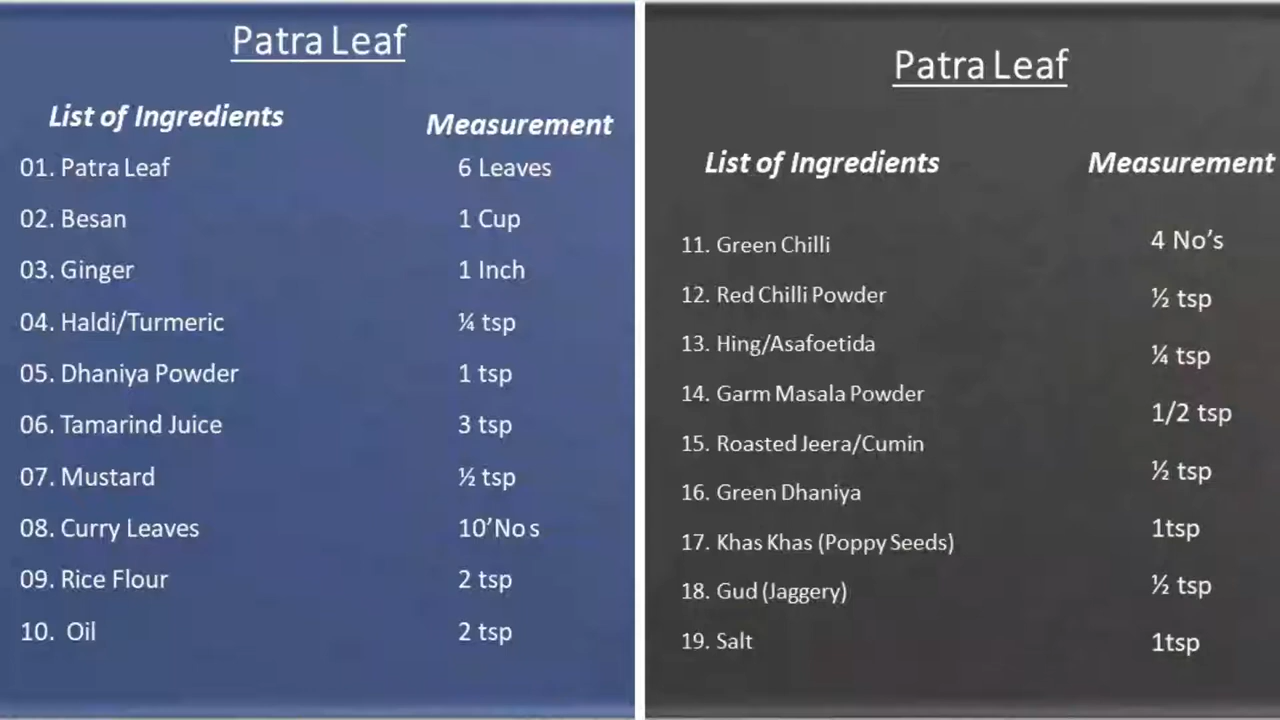 Patra Leaf
List of Ingredients Measurement
01. Patra Leaf 6 Leaves
02. Besan 1 Cup
03. Ginger 1 Inch
04. Haldi/Turmeric ¼ tsp
05. Dhaniya Powder 1 tsp
06. Tamarind Juice 3 tsp
07. Mustard ½ tsp
08. Curry Leaves 10’No s
09. Rice Flour 2 tsp
10. Oil 2 tsp
Patra Leaf
List of Ingredients
11. Green Chilli
12. Red Chilli Powder
13. Hing/Asafoetida
14. Garm Masala Powder
15. Roasted Jeera/Cumin
16. Green Dhaniya
17. Khas Khas (Poppy Seeds)
18. Gud (Jaggery)
19. Salt
Measurement
4 No’s
½ tsp
¼ tsp
1/2 tsp
½ tsp
1tsp
½ tsp
1tsp